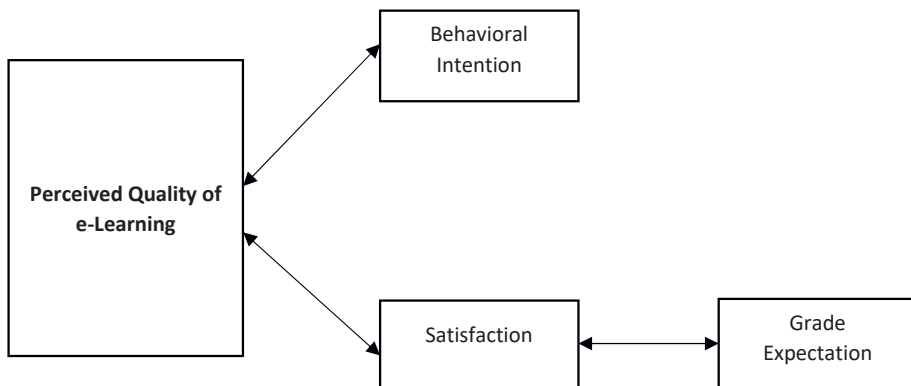 Behavioral
Intention
Perceived Quality of
e-Learning
Satisfaction
Grade
Expectation